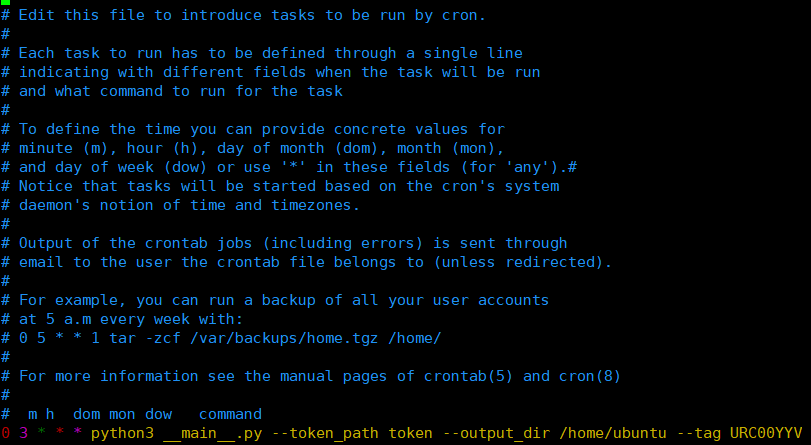 # Edit this file to introduce tasks to be run by cron.
#
# Each task to run has to be defined through a single line
# indicating with different fields when the task will be run
# and what command to run for the task
#
# To define the time you can provide concrete values for
# minute (m), hour (h), day of month (dom), month (mon),
# and day of week (dow) or use '*' in these fields (for 'any').#
# Notice that tasks will be started based on the cron's system
# daemon's notion of time and timezones.
#
# Output of the crontab jobs (including errors) is sent through
# email to the user the crontab file belongs to (unless redirected).
#
# For example, you can run a backup of all your user accounts
# at 5 a.m every week with:
# 0 5 * * 1 tar -zcf /var/backups/home.tgz /home/
#
# For more information see the manual pages of crontab(5) and cron(8)
#
#  m h  dom mon dow   command
0 3 * * * python3 __main__.py --token_path token --output_dir /home/ubuntu --tag URC00YYV